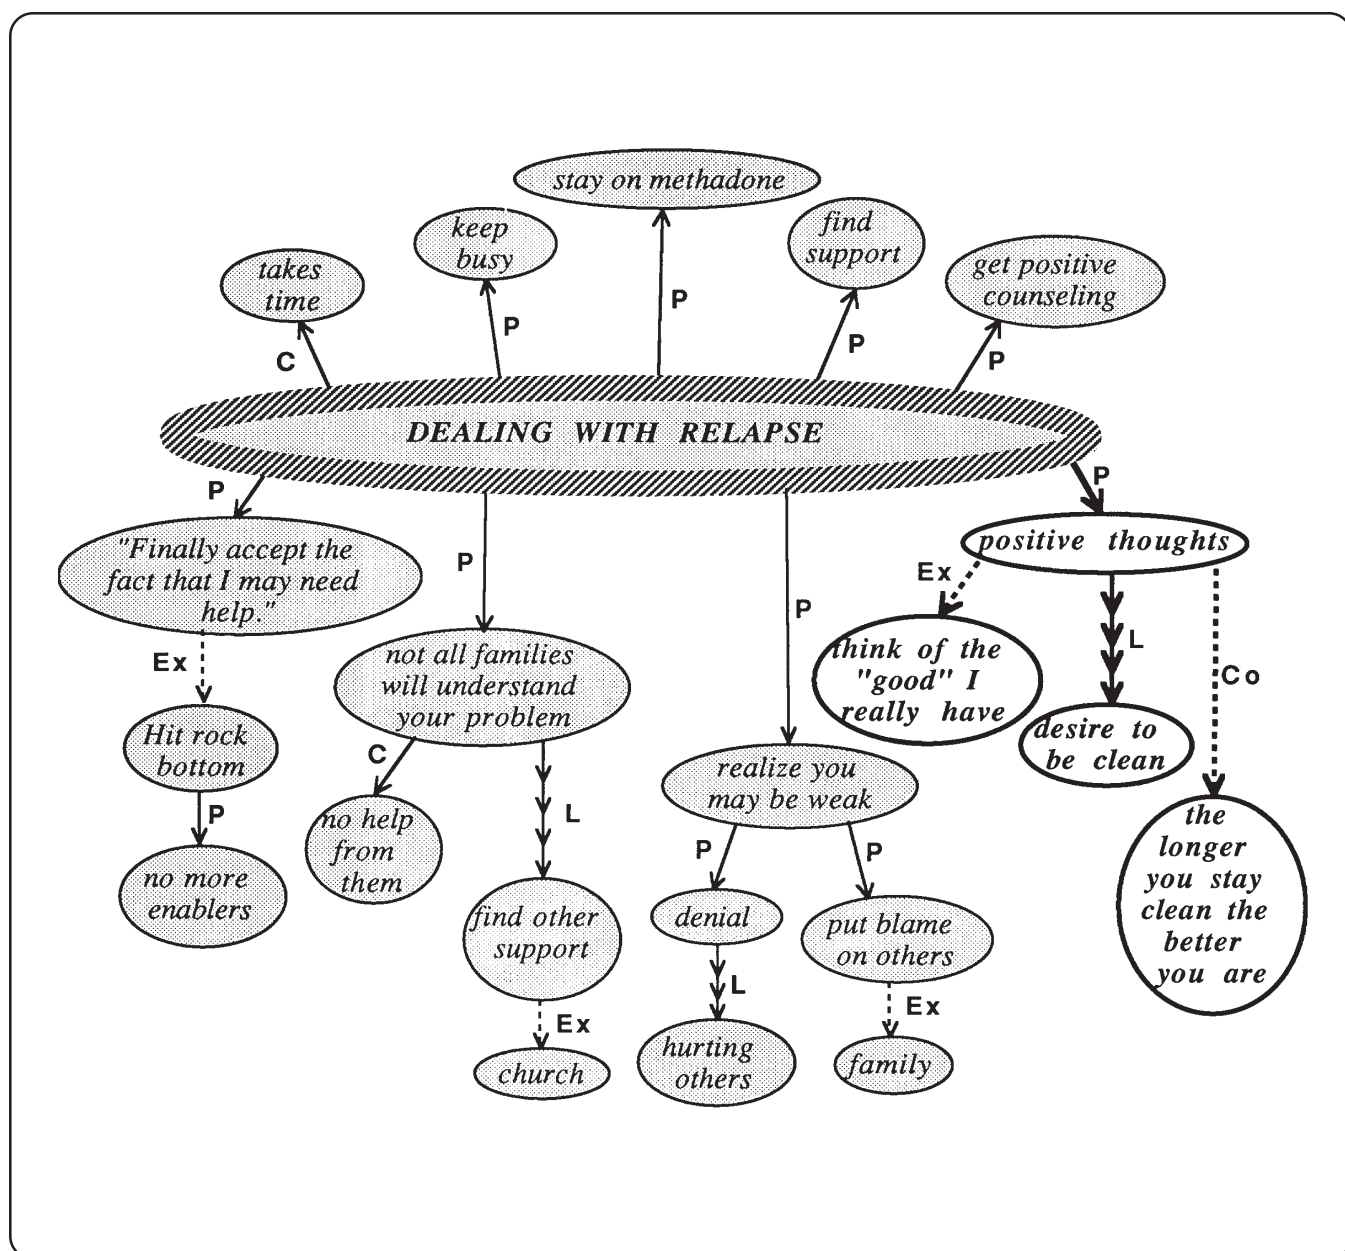 stay on methadone
keep
busy
find
support
takes
time
get positive
counseling
C
P
P
P
P
DEALING WITH RELAPSE
P
P
P
P
"Finally accept the
fact that I may need
help."
Ex
Hit rock
bottom
P
no more
enablers
not all families
will understand
your problem
C
no help
from
them
L
find other
support
Ex
church
realize you
may be weak
P
denial
L
hurting
others
P
put blame
on others
Ex
family
positive thoughts
Ex
think of the
"good" I
really have
L
desire to
be clean
Co
the
longer
you stay
clean the
better
you are